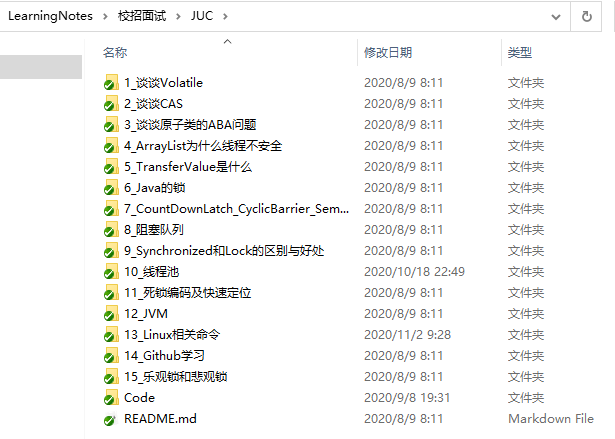 LearningNotes 校招面试 JUC
名称 修改日期 类型
1_谈谈Volatile 2020/8/9 8:11 文件夹
2_谈谈CAS 2020/8/9 8:11 文件夹
3_谈谈原子类的ABA问题 2020/8/9 8:11 文件夹
4_ArrayList为什么线程不安全 2020/8/9 8:11 文件夹
5_TransferValue是什么 2020/8/9 8:11 文件夹
6_Java的锁 2020/8/9 8:11 文件夹
7_CountDownLatch_CyclicBarrier_Sem... 2020/8/9 8:11 文件夹
8_阻塞队列 2020/8/9 8:11 文件夹
9_Synchronized和Lock的区别与好处 2020/8/9 8:11 文件夹
10_线程池 2020/10/18 22:49 文件夹
11_死锁编码及快速定位 2020/8/9 8:11 文件夹
12_JVM 2020/8/9 8:11 文件夹
13_Linux相关命令 2020/11/2 9:28 文件夹
14_Github学习 2020/8/9 8:11 文件夹
15_乐观锁和悲观锁 2020/8/9 8:11 文件夹
Code 2020/9/8 19:31 文件夹
README.md 2020/8/9 8:11 Markdown File